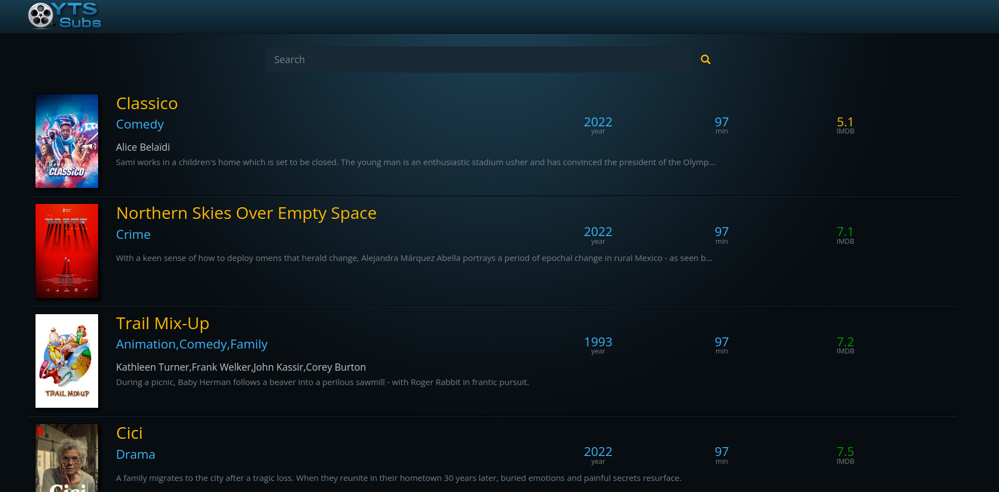 YTS
Subs
Search
Classico
Comedy
2022
year
97
min
5.1
IMDB
Alice Belaïdi
Sami works in a children's home which is set to be closed. The young man is an enthusiastic stadium usher and has convinced the president of the Olymp...
CLASSICO
Northern Skies Over Empty Space
Crime
2022
year
97
min
7.1
IMDB
With a keen sense of how to deploy omens that herald change, Alejandra Márquez Abella portrays a period of epochal change in rural Mexico - as seen b...
NORTE
Trail Mix-Up
Animation,Comedy,Family
1993
year
97
min
7.2
IMDB
Kathleen Turner,Frank Welker,John Kassir,Corey Burton
During a picnic, Baby Herman follows a beaver into a perilous sawmill - with Roger Rabbit in frantic pursuit.
TRAIL MIX-UP
N
Cici
Drama
2022
year
97
min
7.5
IMDB
A family migrates to the city after a tragic loss. When they reunite in their hometown 30 years later, buried emotions and painful secrets resurface.
Cici